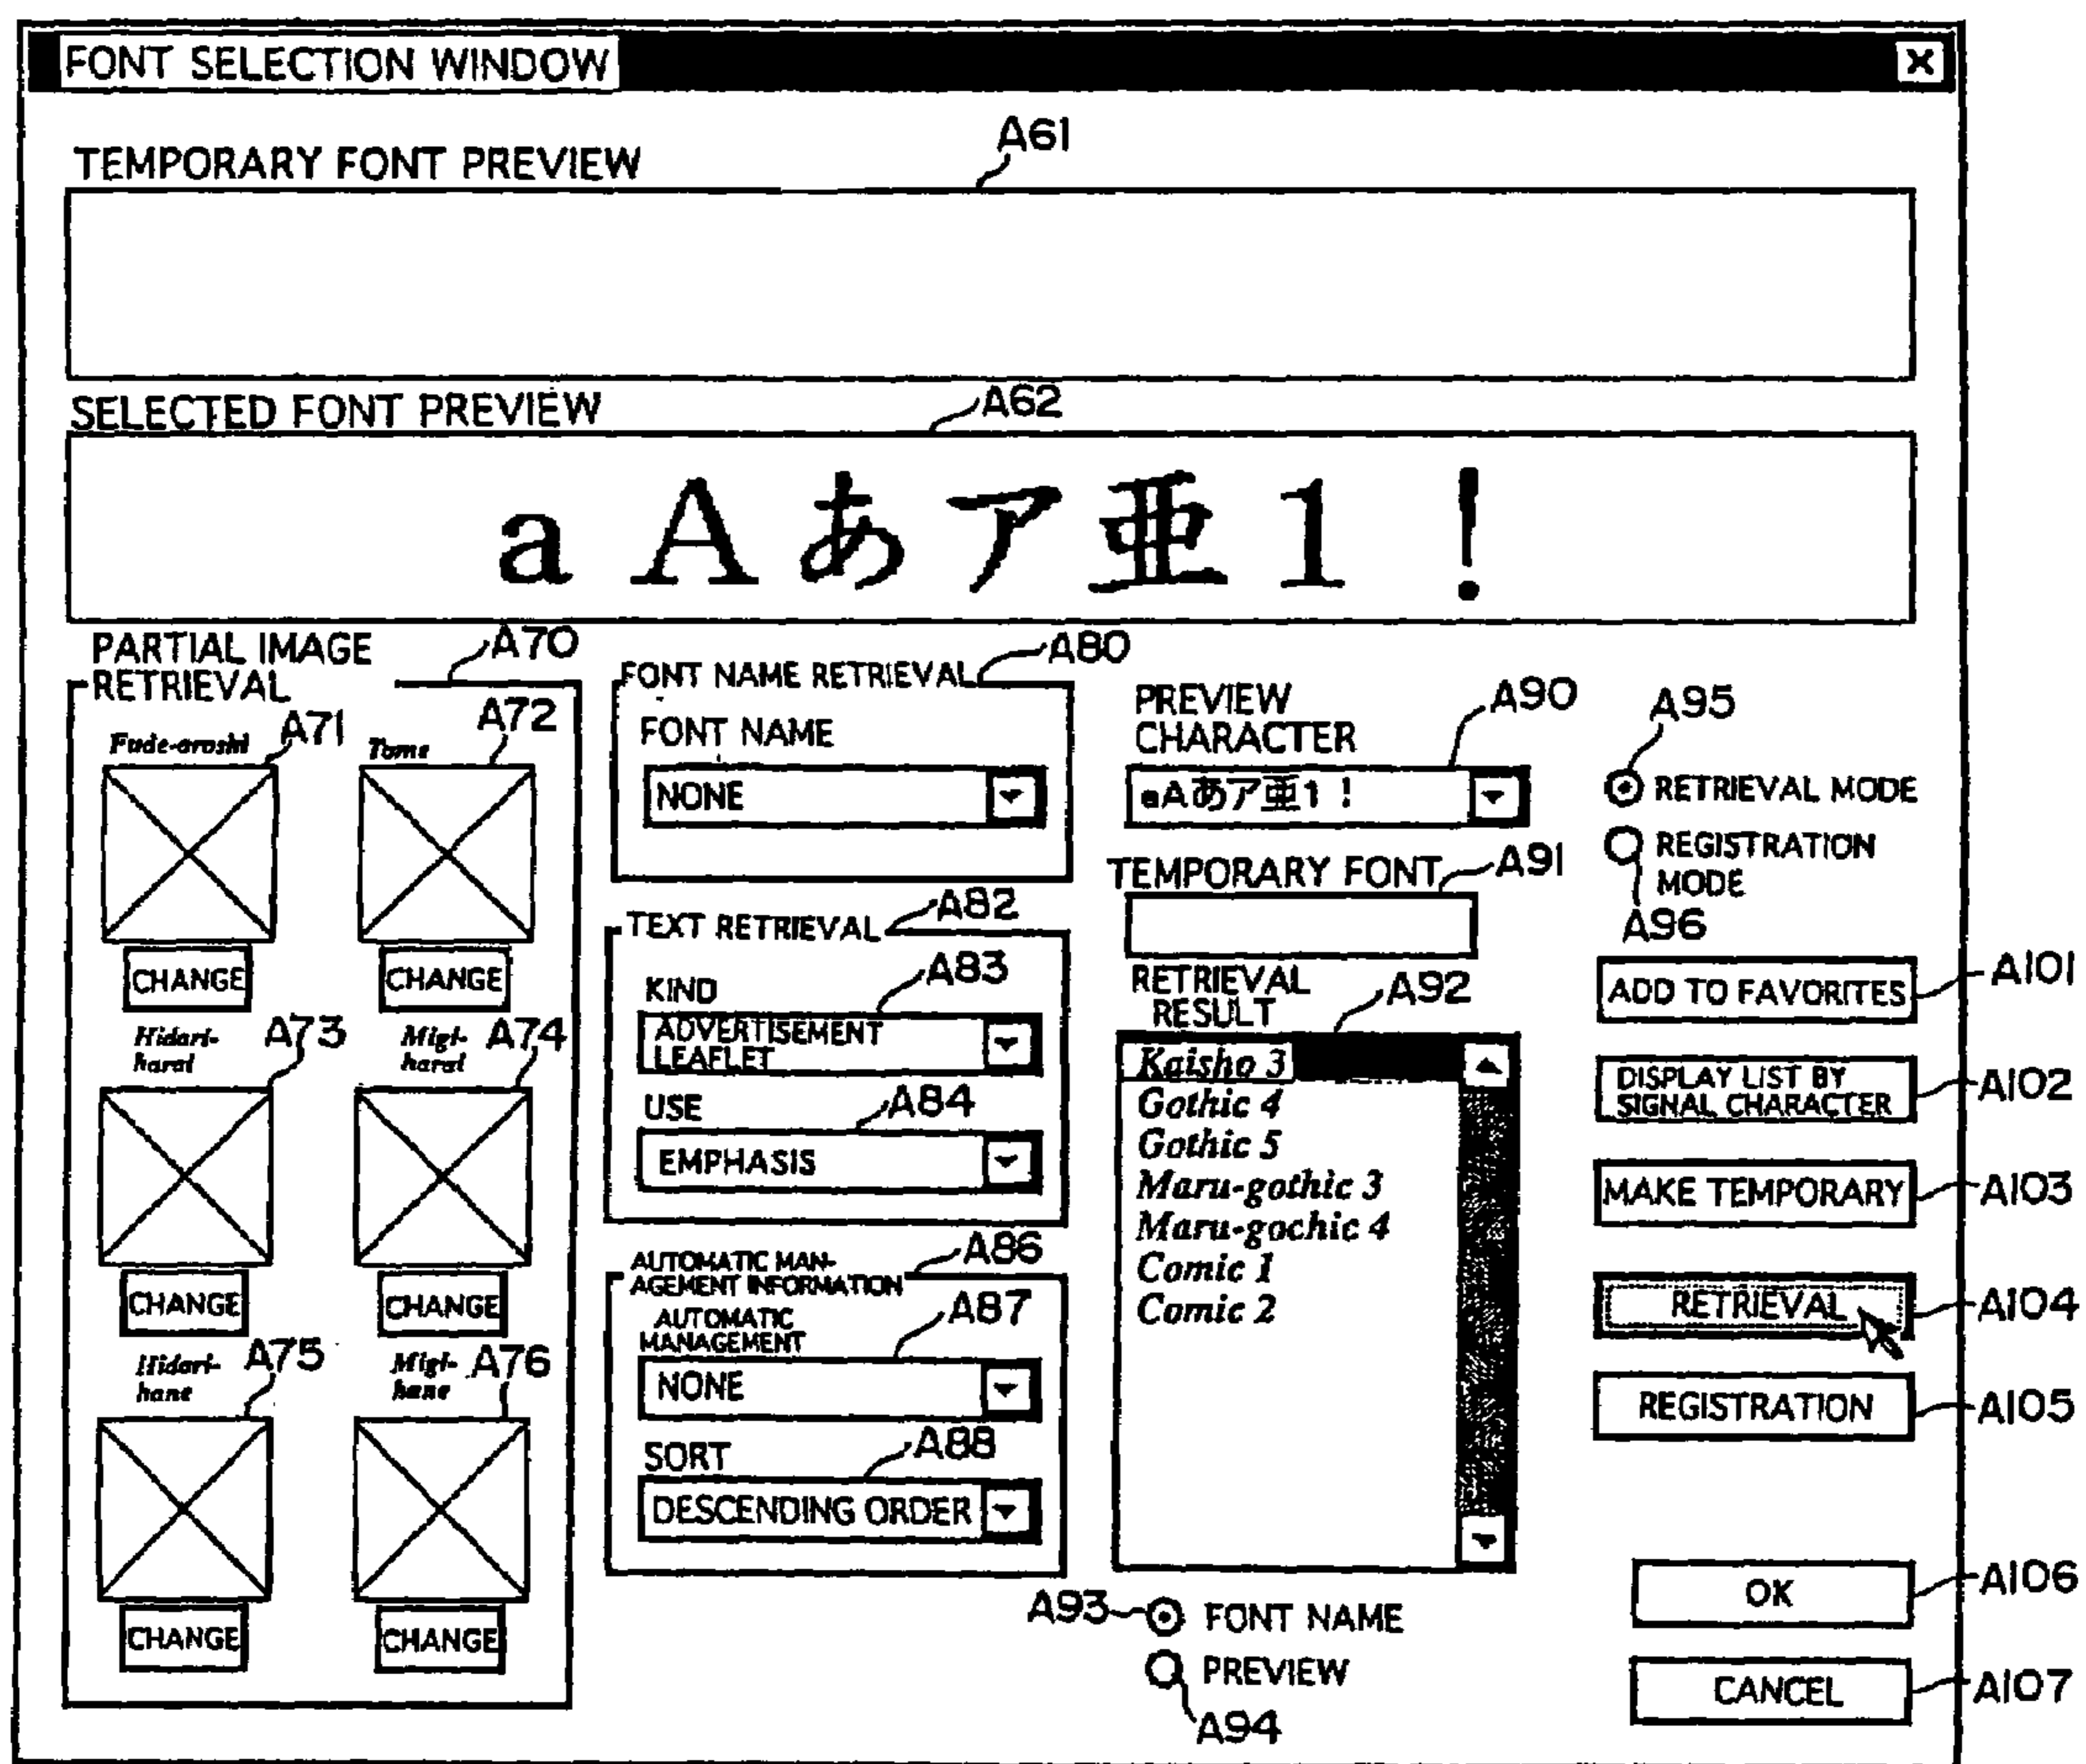 FONT SELECTION WINDOW
A61
TEMPORARY FONT PREVIEW
SELECTED FONT PREVIEW
A62
a A あ ア 亜 1 !
PARTIAL IMAGE
RETRIEVAL
A70
Fude-oroshi
A71
Tome
A72
CHANGE
CHANGE
Hidari-
harai
A73
Migi-
harai
A74
CHANGE
CHANGE
Hidari-
hane
A75
Migi-
hane
A76
CHANGE
CHANGE
FONT NAME RETRIEVAL
A80
FONT NAME
NONE
TEXT RETRIEVAL
A82
KIND
A83
ADVERTISEMENT
LEAFLET
USE
A84
EMPHASIS
AUTOMATIC MAN-
AGEMENT INFORMATION
A86
AUTOMATIC
MANAGEMENT
A87
NONE
SORT
A88
DESCENDING ORDER
PREVIEW
CHARACTER
A90
aAあア亜1!
TEMPORARY FONT
A91
RETRIEVAL
RESULT
A92
Kaisho 3
Gothic 4
Gothic 5
Maru-gothic 3
Maru-gochic 4
Comic 1
Comic 2
A93
FONT NAME
PREVIEW
A94
A95
RETRIEVAL MODE
REGISTRATION
MODE
A96
ADD TO FAVORITES
A101
DISPLAY LIST BY
SIGNAL CHARACTER
A102
MAKE TEMPORARY
A103
RETRIEVAL
A104
REGISTRATION
A105
OK
A106
CANCEL
A107